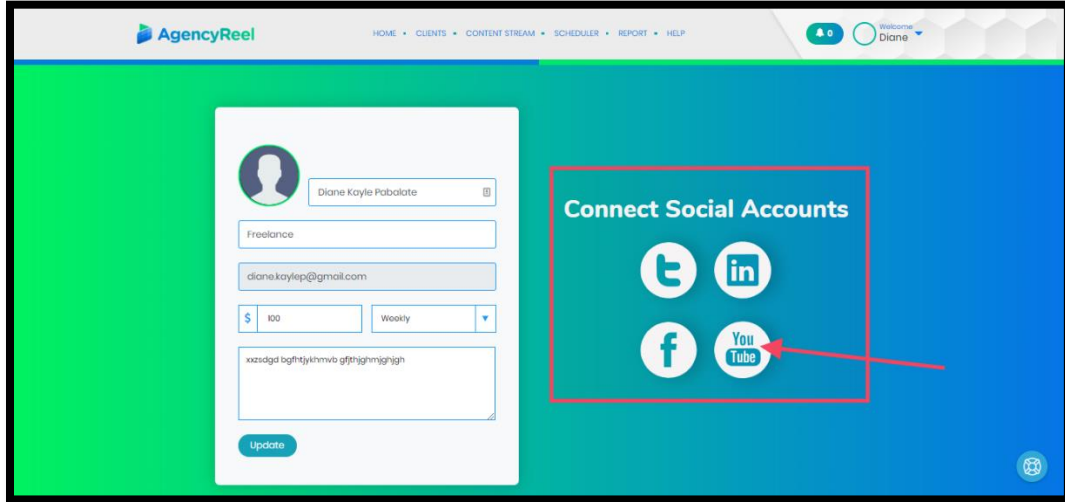 AgencyReel
HOME • CLIENTS • CONTENT STREAM • SCHEDULER • REPORT • HELP
0
Welcome
Diane
Diane Kayle Pabalate
Freelance
diane.kaylep@gmail.com
$ 100 Weekly
xxzsdgd bgfhtjykhmvb gfjthjghmjghjgh
Update
Connect Social Accounts
in
f
You
Tube